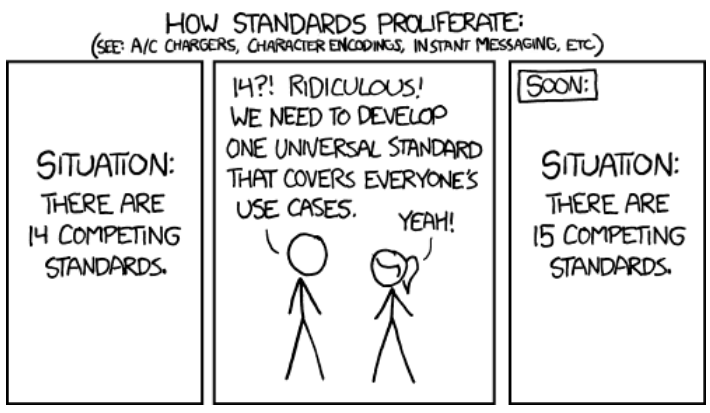 HOW STANDARDS PROLIFERATE:
(SEE: A/C CHARGERS, CHARACTER ENCODINGS, INSTANT MESSAGING, ETC.)
SITUATION:
THERE ARE
14 COMPETING
STANDARDS.
14?! RIDICULOUS!
WE NEED TO DEVELOP
ONE UNIVERSAL STANDARD
THAT COVERS EVERYONE'S
USE CASES.
YEAH!
SOON:
SITUATION:
THERE ARE
15 COMPETING
STANDARDS.